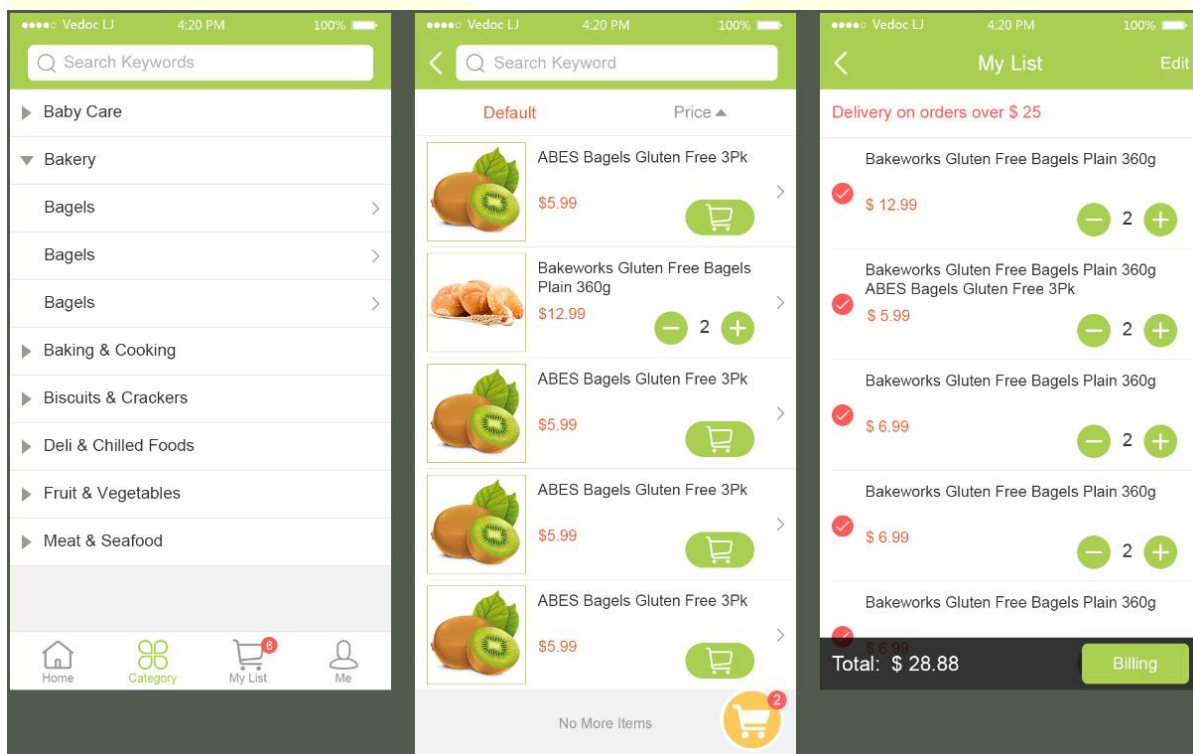 Vedoc LJ 4:20 PM 100%
Search Keywords
Baby Care
Bakery
Bagels
Bagels
Bagels
Baking & Cooking
Biscuits & Crackers
Deli & Chilled Foods
Fruit & Vegetables
Meat & Seafood
6
Home Category My List Me
Vedoc LJ 4:20 PM 100%
Search Keyword
Default Price
ABES Bagels Gluten Free 3Pk
$5.99
Bakeworks Gluten Free Bagels
Plain 360g
$12.99
2
ABES Bagels Gluten Free 3Pk
$5.99
ABES Bagels Gluten Free 3Pk
$5.99
ABES Bagels Gluten Free 3Pk
$5.99
No More Items
2
Vedoc LJ 4:20 PM 100%
My List Edit
Delivery on orders over $ 25
Bakeworks Gluten Free Bagels Plain 360g
$ 12.99
2
Bakeworks Gluten Free Bagels Plain 360g
ABES Bagels Gluten Free 3Pk
$ 5.99
2
Bakeworks Gluten Free Bagels Plain 360g
$ 6.99
2
Bakeworks Gluten Free Bagels Plain 360g
$ 6.99
2
Bakeworks Gluten Free Bagels Plain 360g
$ 6.99
Total: $ 28.88 Billing